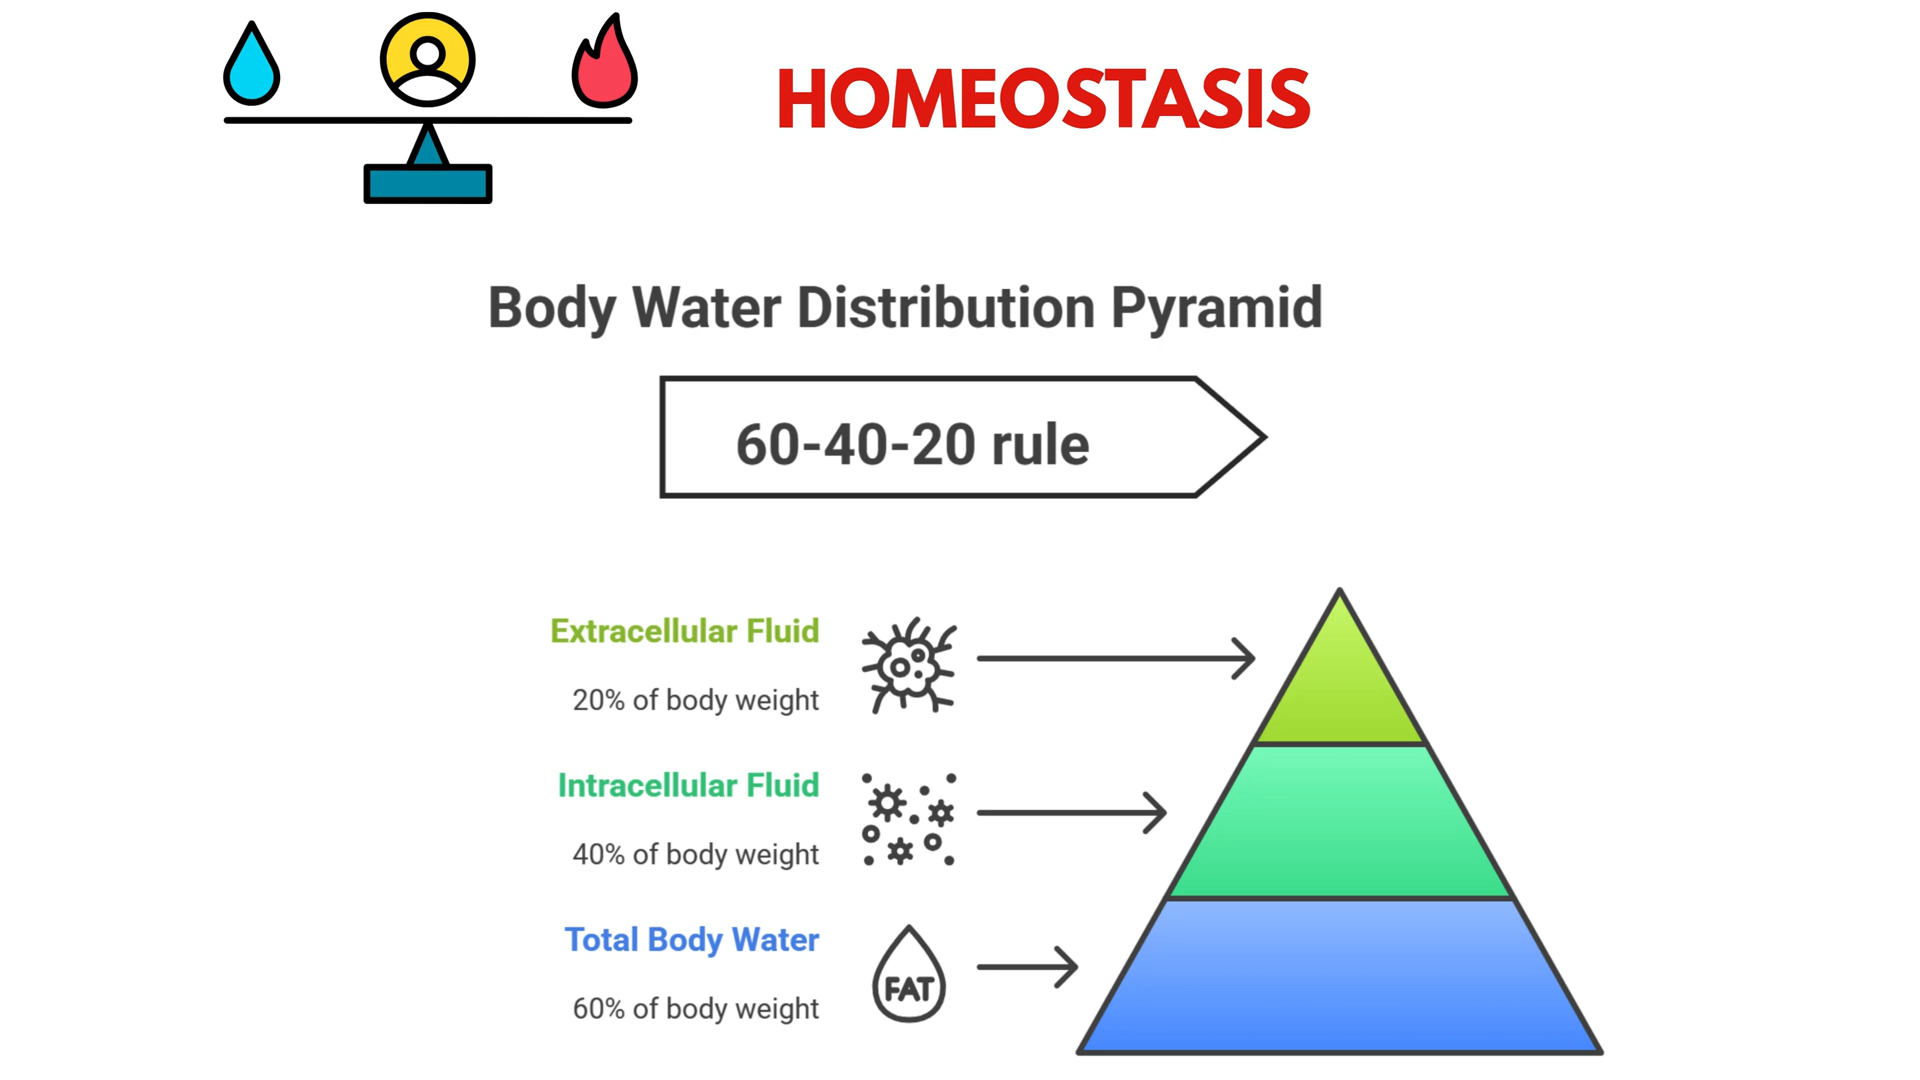 HOMEOSTASIS
Body Water Distribution Pyramid
60-40-20 rule
Extracellular Fluid
20% of body weight
Intracellular Fluid
40% of body weight
Total Body Water
60% of body weight
FAT